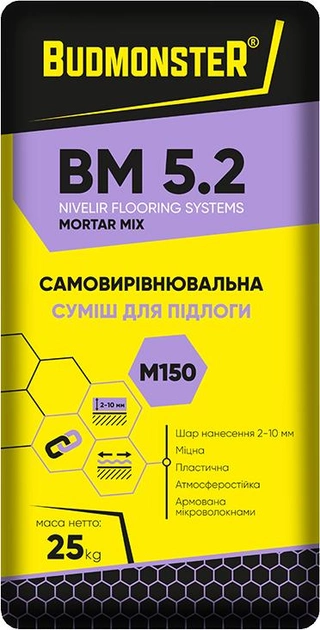 BUDMONSTER®
BM 5.2
NIVELIR FLOORING SYSTEMS
MORTAR MIX
САМОВИРІВНЮВАЛЬНА
СУМІШ ДЛЯ ПІДЛОГИ
M150
2-10 мм
Шар нанесення 2-10 мм
Міцна
Пластична
Атмосферостійка
Армована
мікроволокнами
маса нетто:
25kg